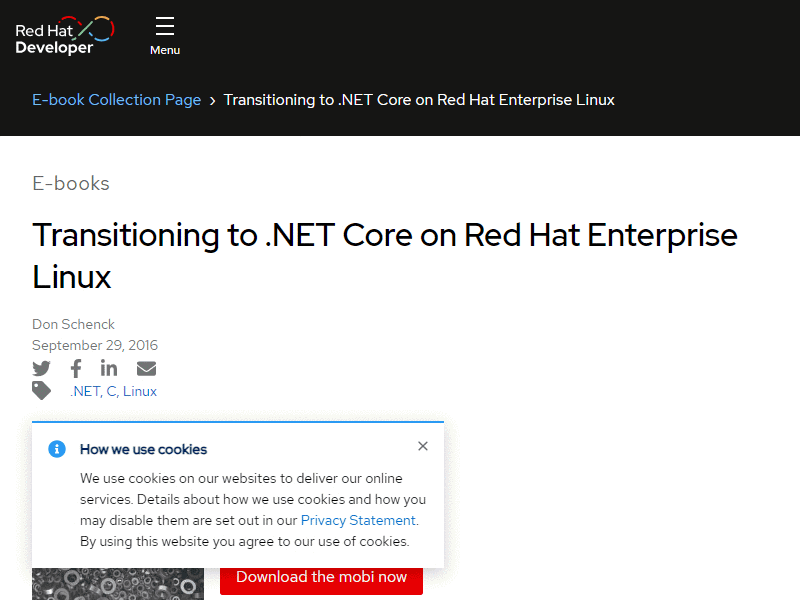 Red Hat
Developer
Menu
E-book Collection Page › Transitioning to .NET Core on Red Hat Enterprise Linux
E-books
Transitioning to .NET Core on Red Hat Enterprise
Linux
Don Schenck
September 29, 2016
.NET, C, Linux
How we use cookies
We use cookies on our websites to deliver our online
services. Details about how we use cookies and how you
may disable them are set out in our Privacy Statement.
By using this website you agree to our use of cookies.
Download the mobi now